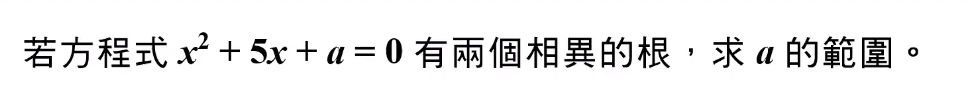 若方程式 x² + 5x + a = 0 有兩個相異的根，求 a 的範圍。